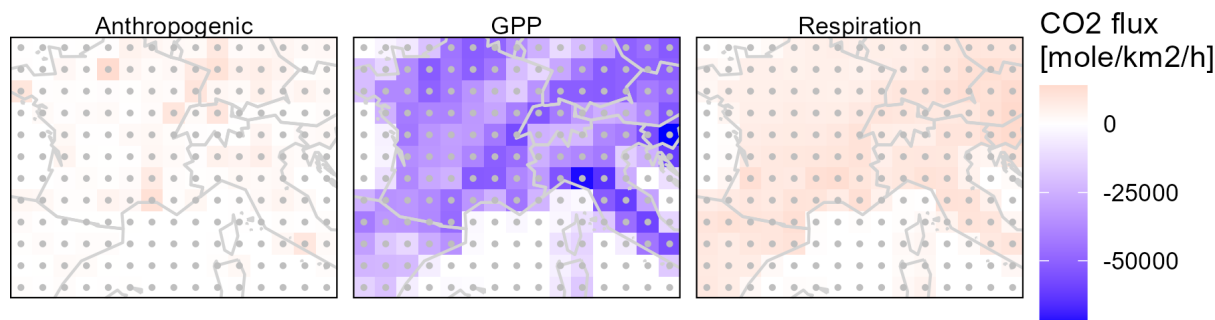 Anthropogenic
GPP
Respiration
CO2 flux
[mole/km2/h]
0
-25000
-50000